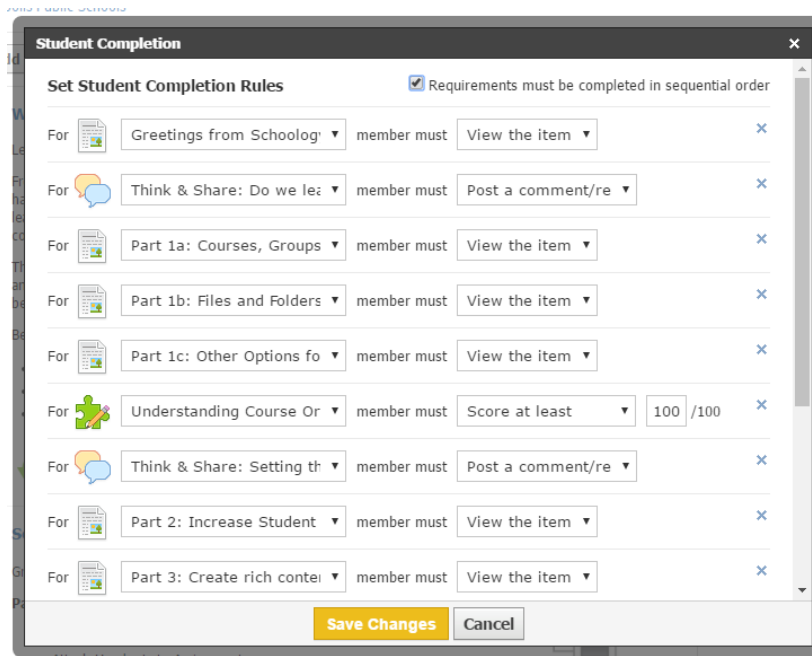 Student Completion ×
Set Student Completion Rules Requirements must be completed in sequential order
For Greetings from Schoology member must View the item ×
For Think & Share: Do we lea member must Post a comment/re ×
For Part 1a: Courses, Groups member must View the item ×
For Part 1b: Files and Folders member must View the item ×
For Part 1c: Other Options fo member must View the item ×
For Understanding Course Or member must Score at least 100 /100 ×
For Think & Share: Setting th member must Post a comment/re ×
For Part 2: Increase Student member must View the item ×
For Part 3: Create rich conte member must View the item ×
Save Changes Cancel